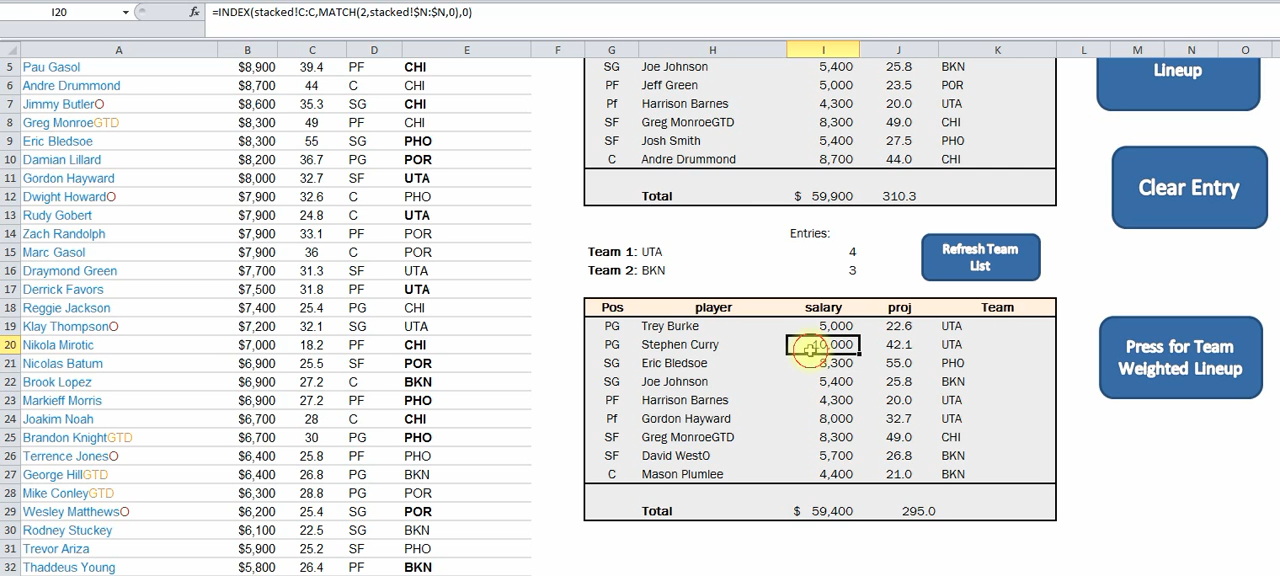 I20 fx =INDEX(stacked!C:C,MATCH(2,stacked!$N:$N,0),0)
A B C D E F G H I J K L M N O
5 Pau Gasol $8,900 39.4 PF CHI SG Joe Johnson 5,400 25.8 BKN Lineup
6 Andre Drummond $8,700 44 C CHI PF Jeff Green 5,000 23.5 POR
7 Jimmy ButlerO $8,600 35.3 SG CHI Pf Harrison Barnes 4,300 20.0 UTA
8 Greg MonroeGTD $8,300 49 PF CHI SF Greg MonroeGTD 8,300 49.0 CHI
9 Eric Bledsoe $8,300 55 SG PHO SF Josh Smith 5,400 27.5 PHO
10 Damian Lillard $8,200 36.7 PG POR C Andre Drummond 8,700 44.0 CHI
11 Gordon Hayward $8,000 32.7 SF UTA Clear Entry
12 Dwight HowardO $7,900 32.6 C PHO Total $ 59,900 310.3
13 Rudy Gobert $7,900 24.8 C UTA
14 Zach Randolph $7,900 33.1 PF POR Entries:
15 Marc Gasol $7,900 36 C POR Team 1: UTA 4 Refresh Team
16 Draymond Green $7,700 31.3 SF UTA Team 2: BKN 3 List
17 Derrick Favors $7,500 31.8 PF UTA
18 Reggie Jackson $7,400 25.4 PG CHI Pos player salary proj Team
19 Klay ThompsonO $7,200 32.1 SG UTA PG Trey Burke 5,000 22.6 UTA
20 Nikola Mirotic $7,000 18.2 PF CHI PG Stephen Curry 10,000 42.1 UTA Press for Team
21 Nicolas Batum $6,900 25.5 SF POR SG Eric Bledsoe 8,300 55.0 PHO Weighted Lineup
22 Brook Lopez $6,900 27.2 C BKN SG Joe Johnson 5,400 25.8 BKN
23 Markieff Morris $6,900 27.2 PF PHO PF Harrison Barnes 4,300 20.0 UTA
24 Joakim Noah $6,700 28 C CHI Pf Gordon Hayward 8,000 32.7 UTA
25 Brandon KnightGTD $6,700 30 PG PHO SF Greg MonroeGTD 8,300 49.0 CHI
26 Terrence JonesO $6,400 25.8 PF PHO SF David WestO 5,700 26.8 BKN
27 George HillGTD $6,400 26.8 PG BKN C Mason Plumlee 4,400 21.0 BKN
28 Mike ConleyGTD $6,300 28.8 PG POR
29 Wesley MatthewsO $6,200 25.4 SG POR Total $ 59,400 295.0
30 Rodney Stuckey $6,100 22.5 SG BKN
31 Trevor Ariza $5,900 25.2 SF PHO
32 Thaddeus Young $5,800 26.4 PF BKN